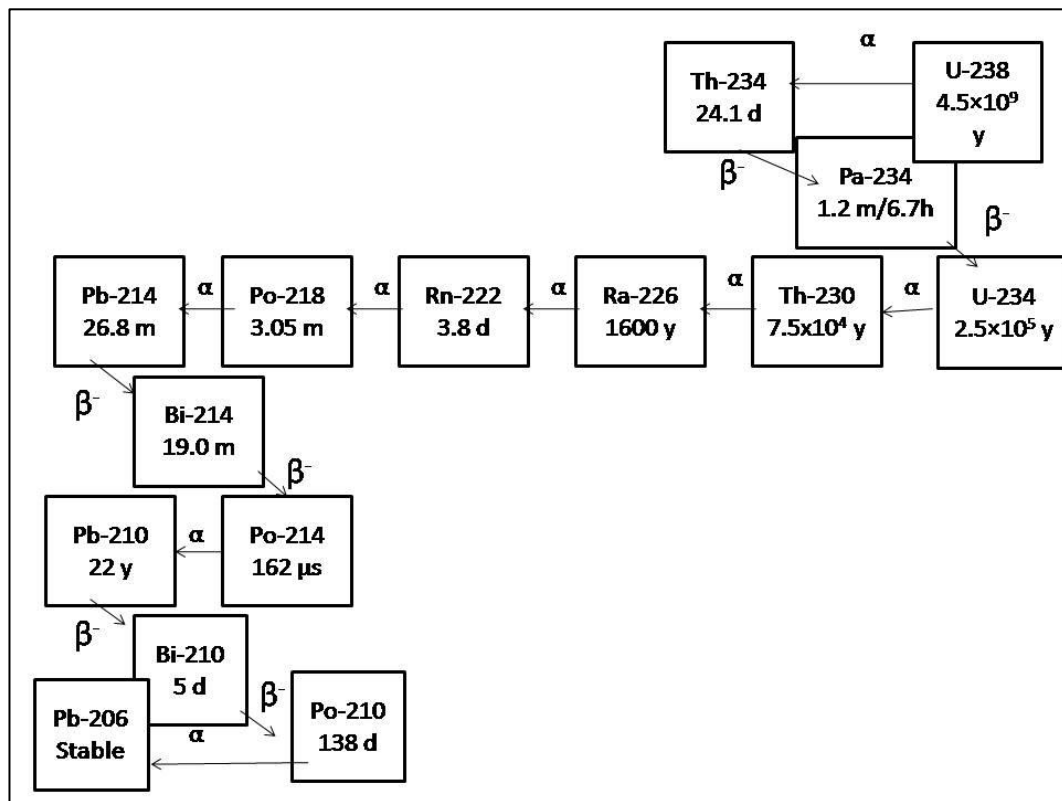 α
U-238
4.5×10⁹
y
Th-234
24.1 d
β⁻
Pa-234
1.2 m/6.7h
β⁻
Pb-214
26.8 m
α
Po-218
3.05 m
α
Rn-222
3.8 d
α
Ra-226
1600 y
α
Th-230
7.5x10⁴ y
α
U-234
2.5×10⁵ y
β⁻
Bi-214
19.0 m
β⁻
Pb-210
22 y
α
Po-214
162 µs
β⁻
Bi-210
5 d
β⁻
Po-210
138 d
Pb-206
Stable
α